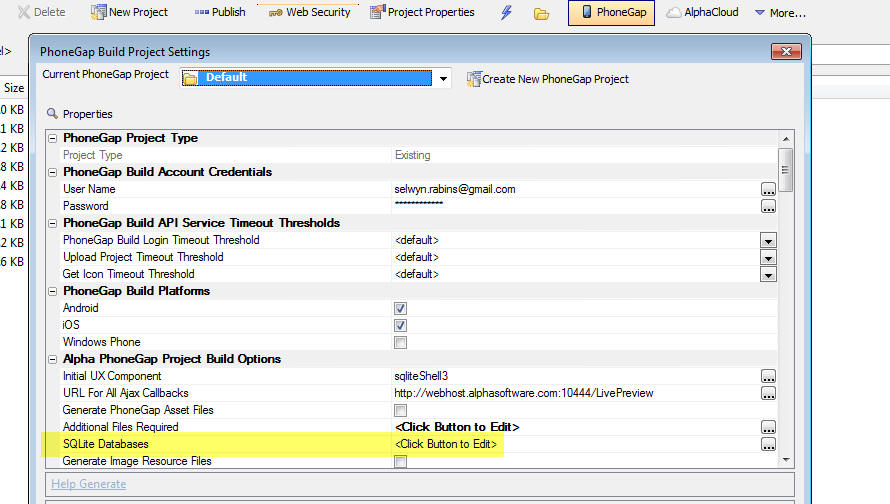 Delete New Project Publish Web Security Project Properties PhoneGap AlphaCloud More...
el>
PhoneGap Build Project Settings
Current PhoneGap Project Default Create New PhoneGap Project
Size
0 KB
.1 KB
.2 KB
.8 KB
.4 KB
.8 KB
.1 KB
.2 KB
.6 KB
Properties
PhoneGap Project Type
Project Type Existing
PhoneGap Build Account Credentials
User Name selwyn.rabins@gmail.com
Password ************
PhoneGap Build API Service Timeout Thresholds
PhoneGap Build Login Timeout Threshold <default>
Upload Project Timeout Threshold <default>
Get Icon Timeout Threshold <default>
PhoneGap Build Platforms
Android
iOS
Windows Phone
Alpha PhoneGap Project Build Options
Initial UX Component sqliteShell3
URL For All Ajax Callbacks http://webhost.alphasoftware.com:10444/LivePreview
Generate PhoneGap Asset Files
Additional Files Required <Click Button to Edit>
SQLite Databases <Click Button to Edit>
Generate Image Resource Files
Help Generate